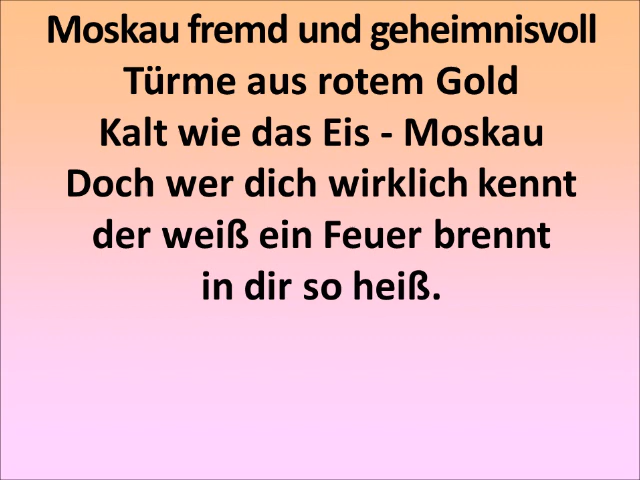 Moskau fremd und geheimnisvoll
Türme aus rotem Gold
Kalt wie das Eis - Moskau
Doch wer dich wirklich kennt
der weiß ein Feuer brennt
in dir so heiß.